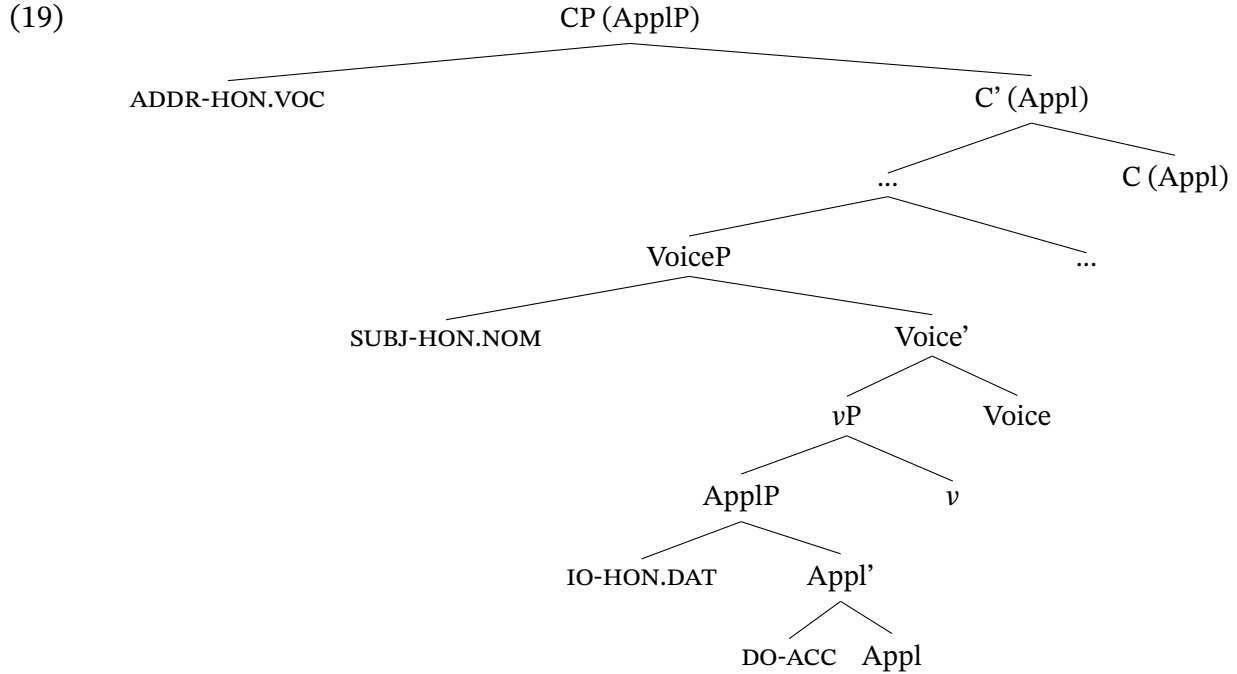 (19) CP (ApplP)
ADDR-HON.VOC C’ (Appl)
... C (Appl)
VoiceP ...
SUBJ-HON.NOM Voice’
vP Voice
ApplP v
IO-HON.DAT Appl’
DO-ACC Appl